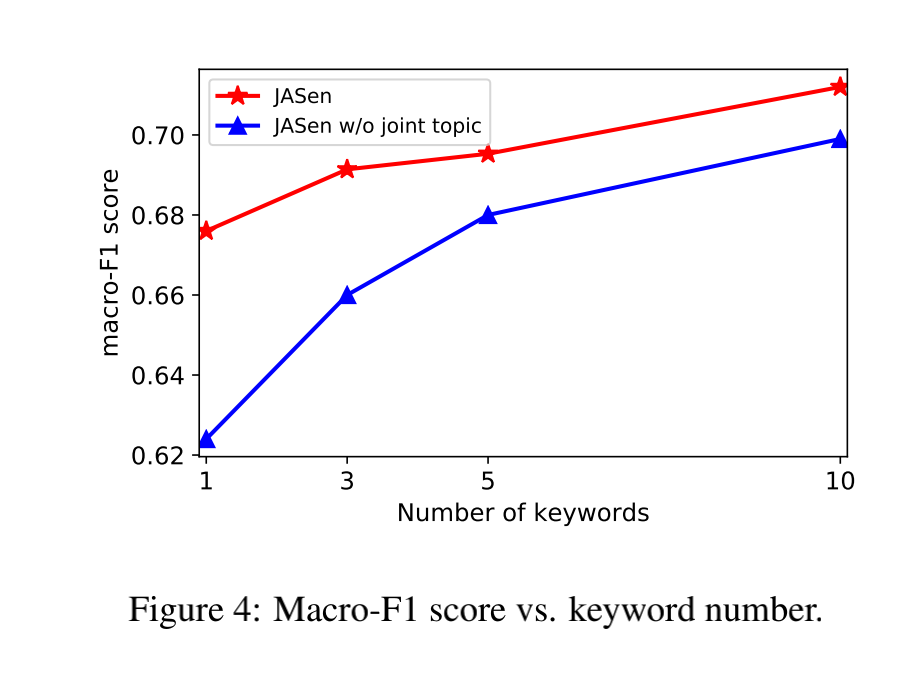 JASen
JASen w/o joint topic
0.70
0.68
0.66
0.64
0.62
macro-F1 score
1 3 5 10
Number of keywords
Figure 4: Macro-F1 score vs. keyword number.